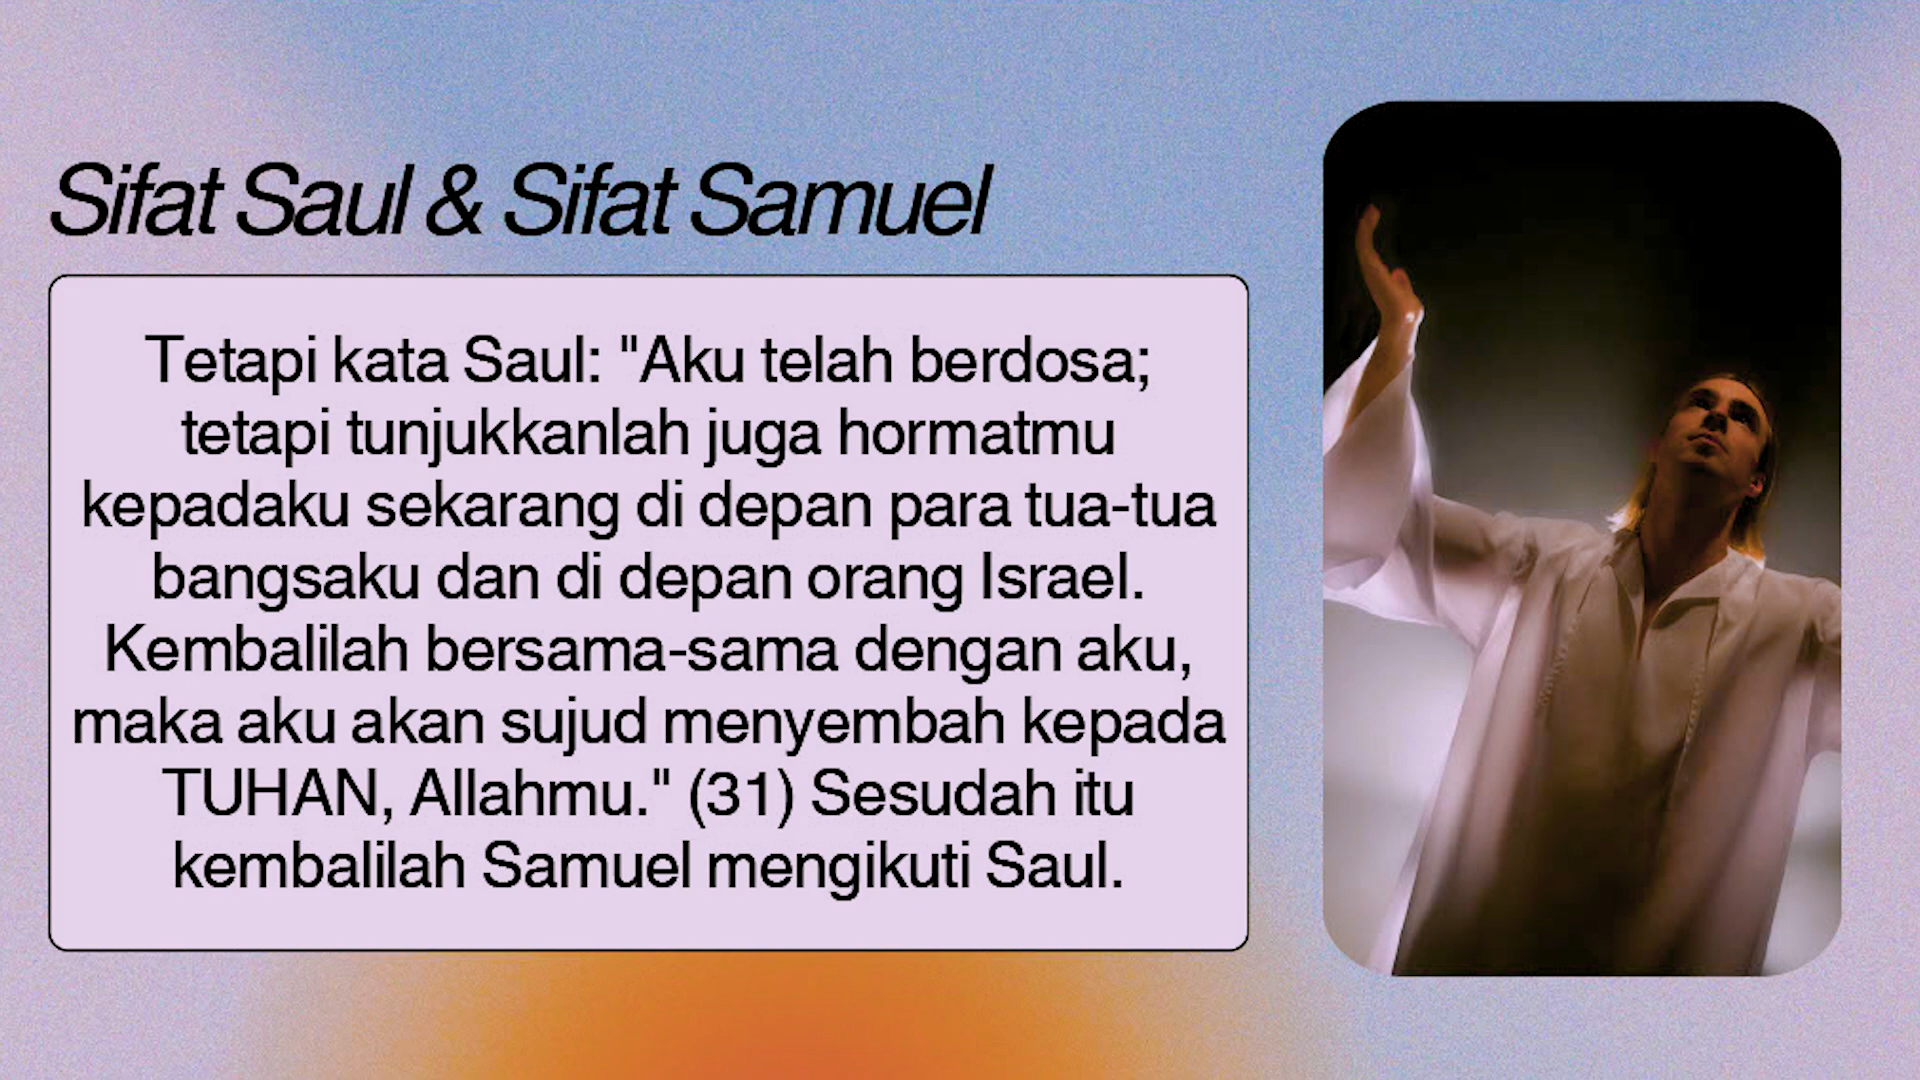 Sifat Saul & Sifat Samuel
Tetapi kata Saul: "Aku telah berdosa;
tetapi tunjukkanlah juga hormatmu
kepadaku sekarang di depan para tua-tua
bangsaku dan di depan orang Israel.
Kembalilah bersama-sama dengan aku,
maka aku akan sujud menyembah kepada
TUHAN, Allahmu." (31) Sesudah itu
kembalilah Samuel mengikuti Saul.